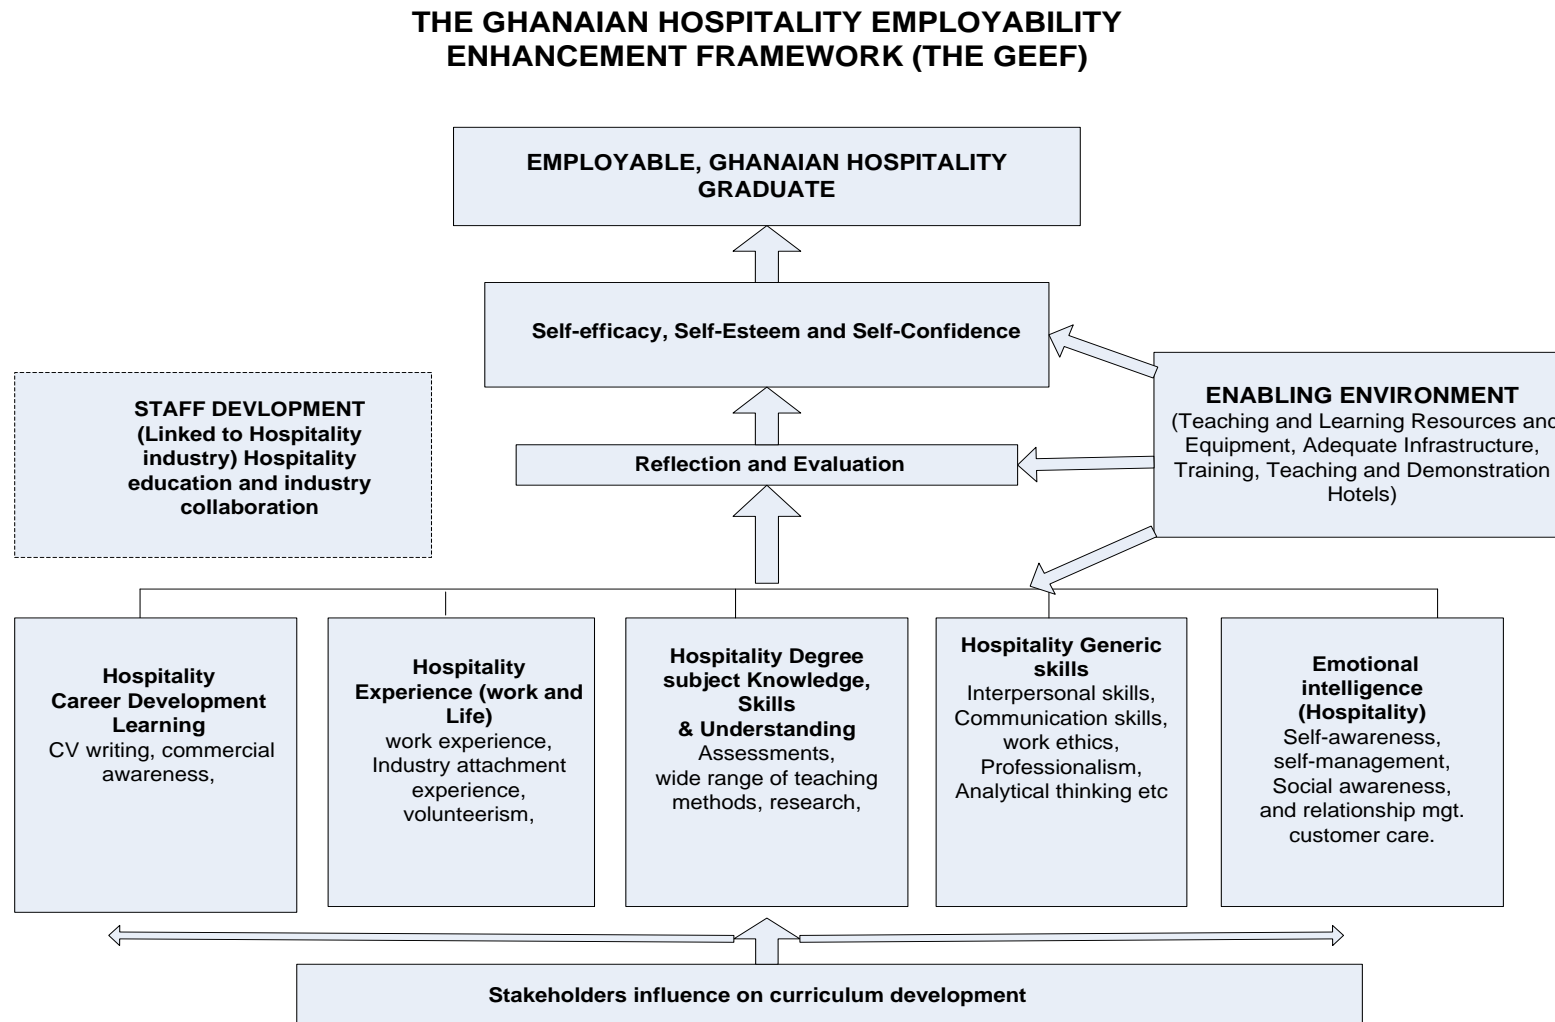 THE GHANAIAN HOSPITALITY EMPLOYABILITY
ENHANCEMENT FRAMEWORK (THE GEEF)
EMPLOYABLE, GHANAIAN HOSPITALITY
GRADUATE
Self-efficacy, Self-Esteem and Self-Confidence
STAFF DEVLOPMENT
(Linked to Hospitality
industry) Hospitality
education and industry
collaboration
ENABLING ENVIRONMENT
(Teaching and Learning Resources and
Equipment, Adequate Infrastructure,
Training, Teaching and Demonstration
Hotels)
Reflection and Evaluation
Hospitality
Career Development
Learning
CV writing, commercial
awareness,
Hospitality
Experience (work and
Life)
work experience,
Industry attachment
experience,
volunteerism,
Hospitality Degree
subject Knowledge,
Skills
& Understanding
Assessments,
wide range of teaching
methods, research,
Hospitality Generic
skills
Interpersonal skills,
Communication skills,
work ethics,
Professionalism,
Analytical thinking etc
Emotional
intelligence
(Hospitality)
Self-awareness,
self-management,
Social awareness,
and relationship mgt.
customer care.
Stakeholders influence on curriculum development